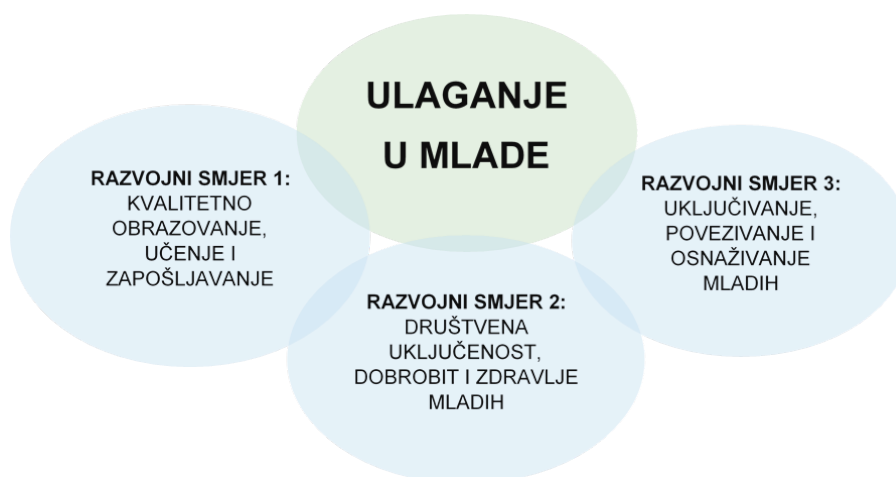 ULAGANJE
U MLADE
RAZVOJNI SMJER 1:
KVALITETNO
OBRAZOVANJE,
UČENJE I
ZAPOŠLJAVANJE
RAZVOJNI SMJER 2:
DRUŠTVENA
UKLJUČENOST,
DOBROBIT I ZDRAVLJE
MLADIH
RAZVOJNI SMJER 3:
UKLJUČIVANJE,
POVEZIVANJE I
OSNAŽIVANJE
MLADIH